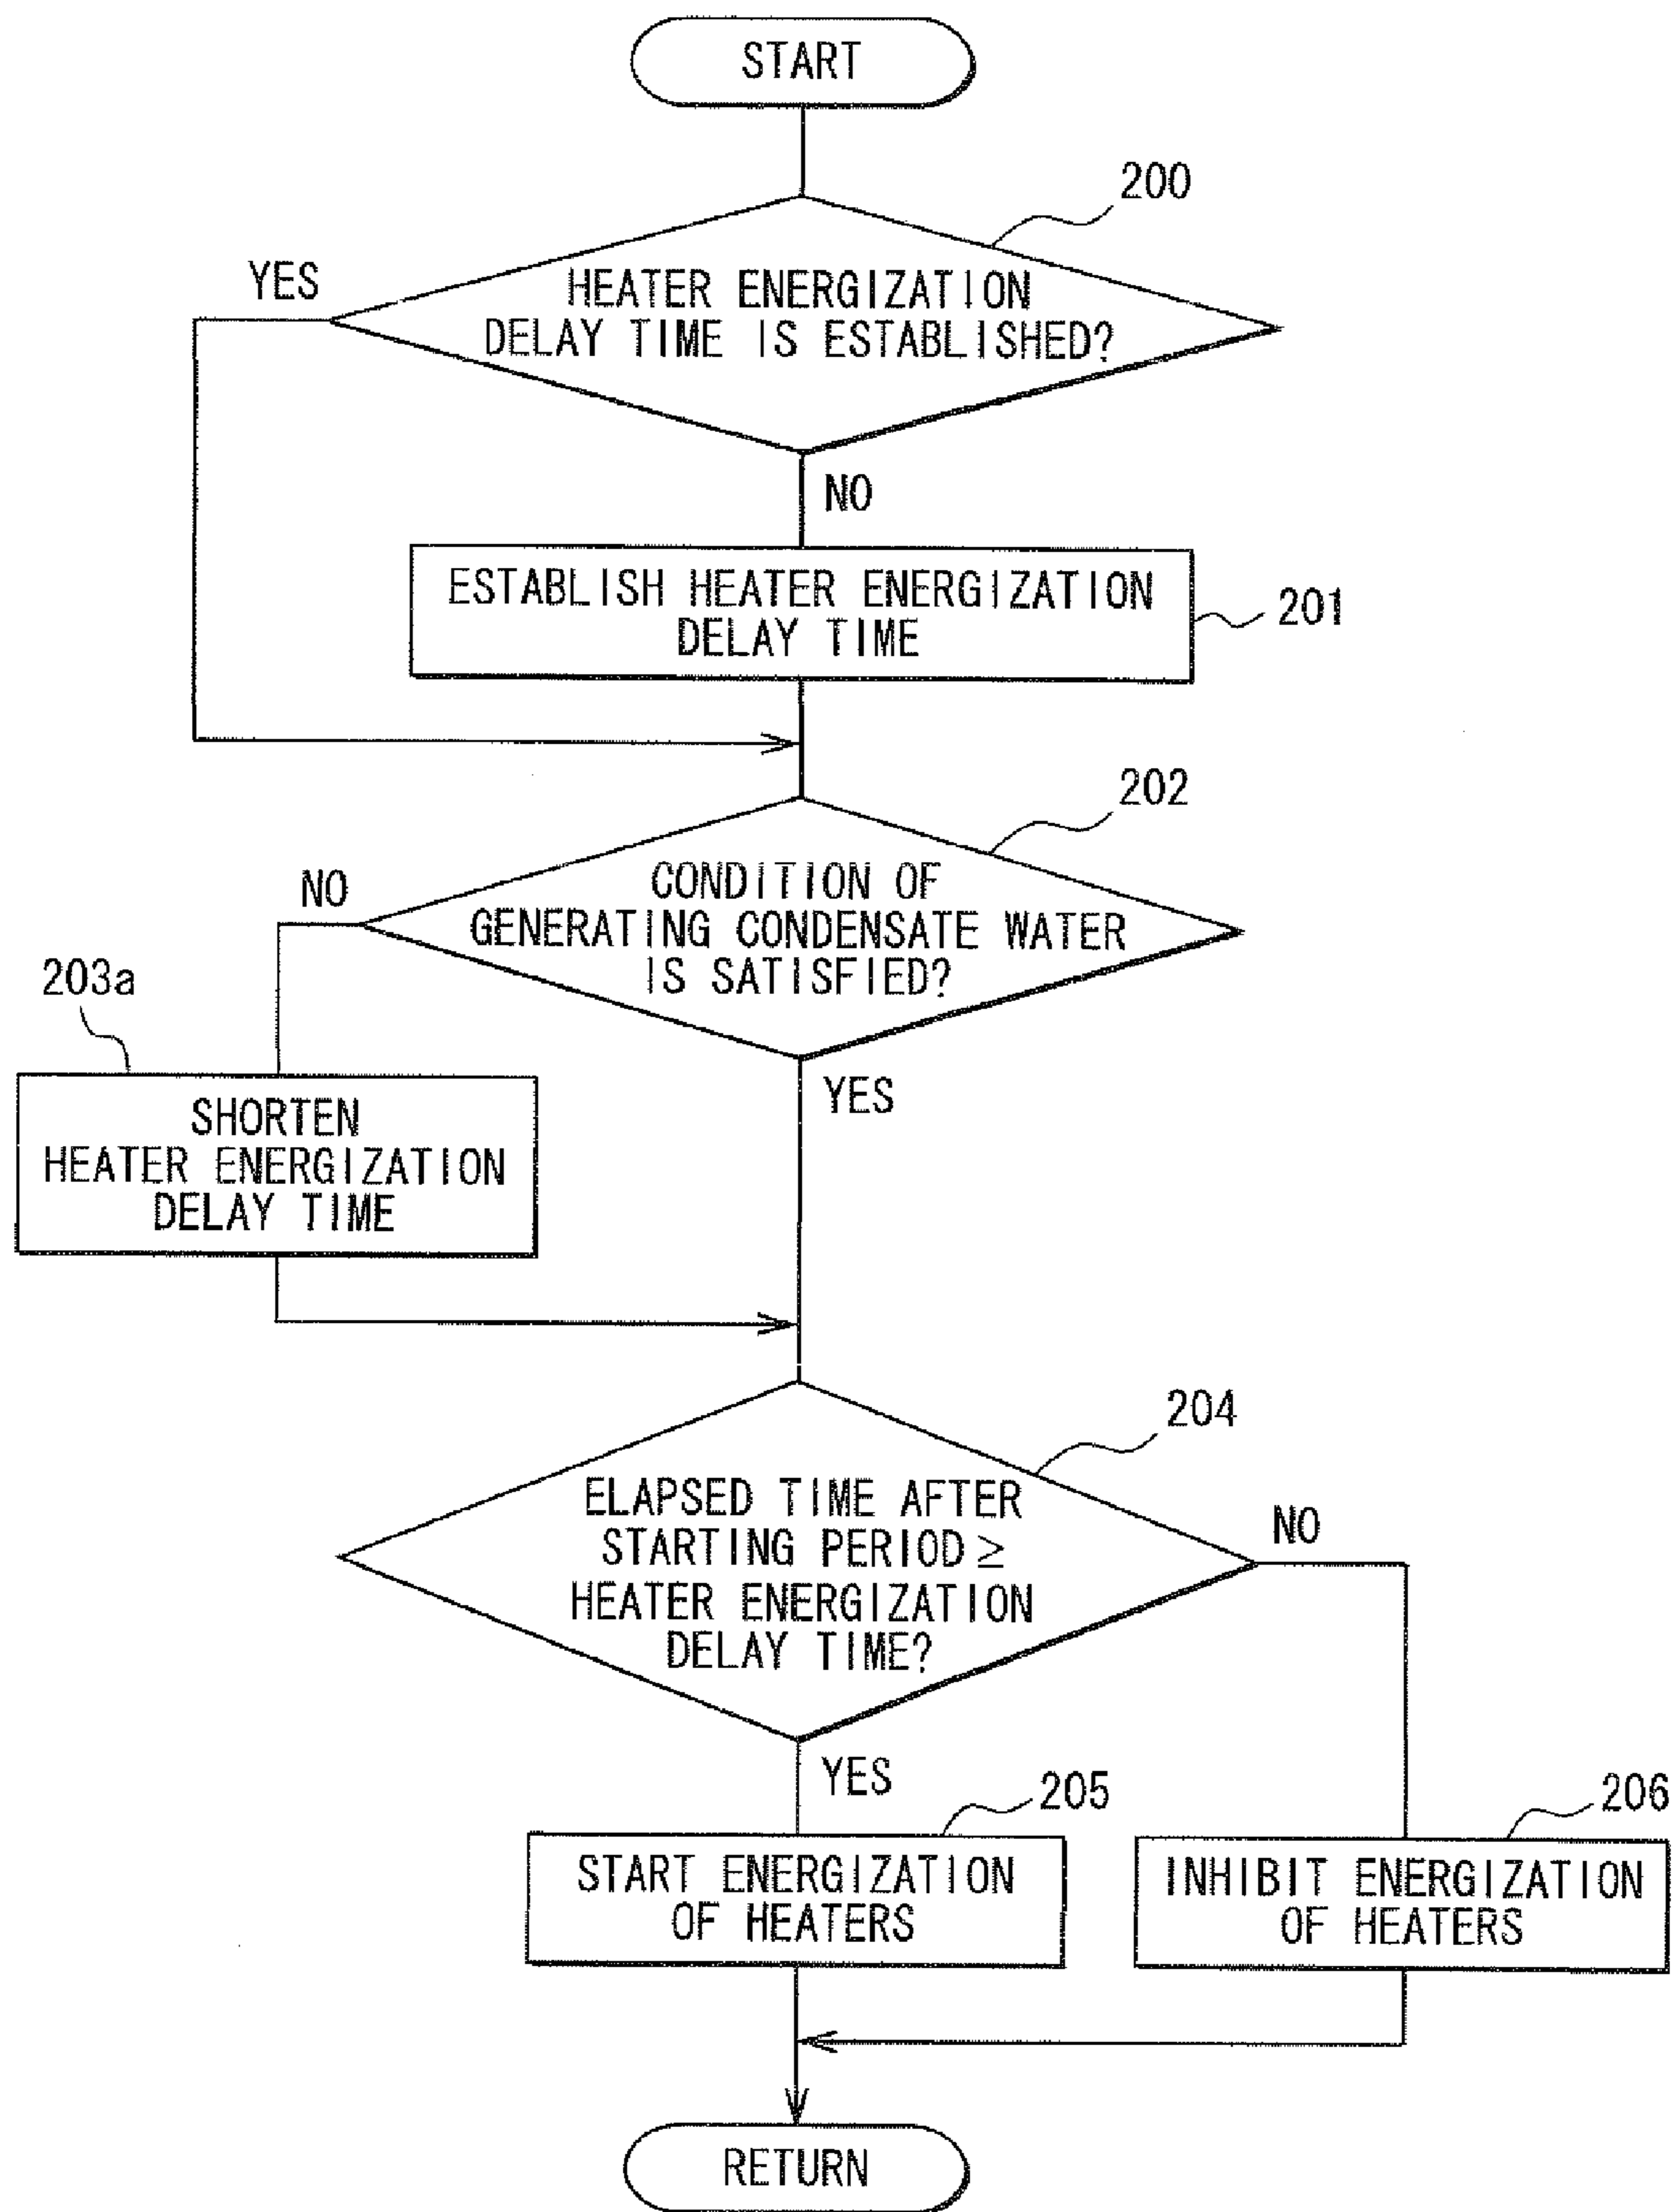 START
200
YES
HEATER ENERGIZATION
DELAY TIME IS ESTABLISHED?
NO
ESTABLISH HEATER ENERGIZATION
DELAY TIME
201
202
NO
CONDITION OF
GENERATING CONDENSATE WATER
IS SATISFIED?
203a
YES
SHORTEN
HEATER ENERGIZATION
DELAY TIME
204
ELAPSED TIME AFTER
STARTING PERIOD ≥
HEATER ENERGIZATION
DELAY TIME?
NO
YES
205
206
START ENERGIZATION
OF HEATERS
INHIBIT ENERGIZATION
OF HEATERS
RETURN